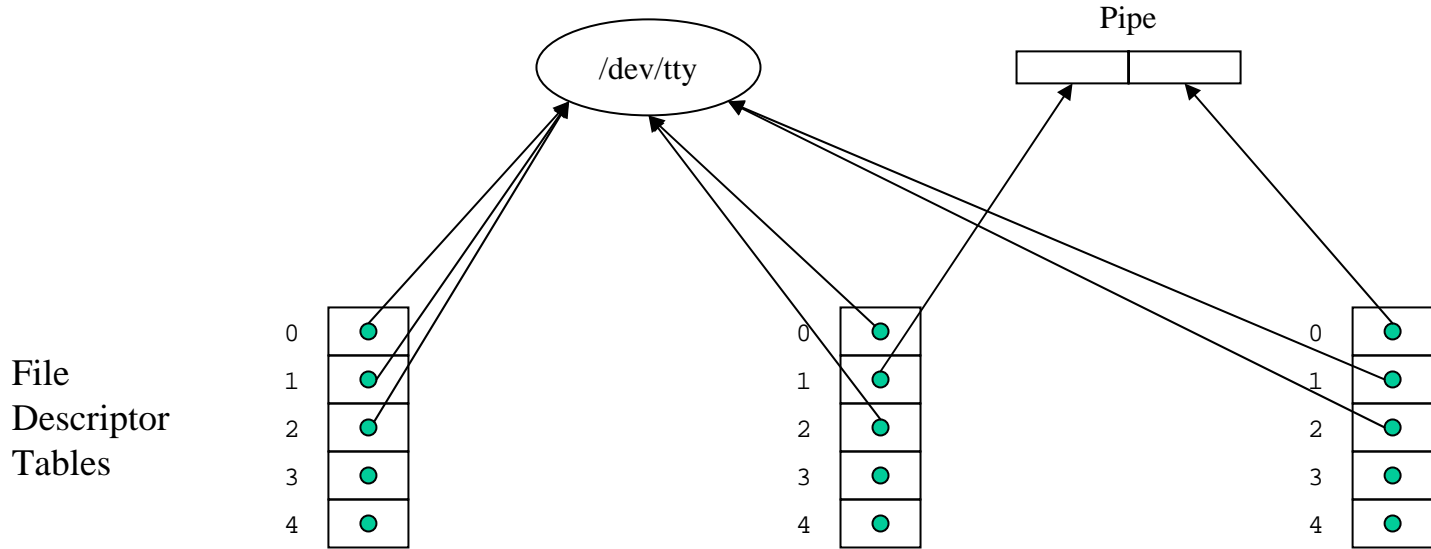 Pipe
/dev/tty
0 0 0
File
1 1 1
Descriptor
2 2 2
Tables
3 3 3
4 4 4